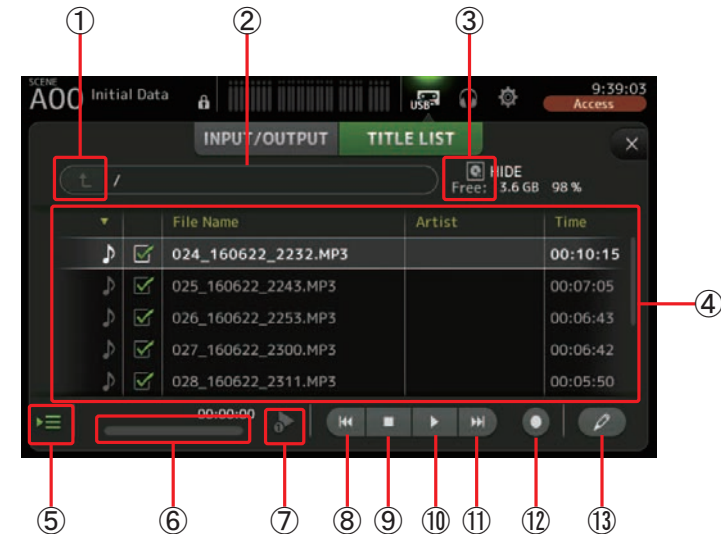 ① ② ③
SCENE
A00 Initial Data USB 9:39:03
Access
INPUT/OUTPUT TITLE LIST
/ HIDE
Free: 3.6 GB 98 %
File Name Artist Time
024_160622_2232.MP3 00:10:15
025_160622_2243.MP3 00:07:05
④
026_160622_2253.MP3 00:06:43
027_160622_2300.MP3 00:06:42
028_160622_2311.MP3 00:05:50
00:00:00
⑤ ⑥ ⑦ ⑧ ⑨ ⑩ ⑪ ⑫ ⑬